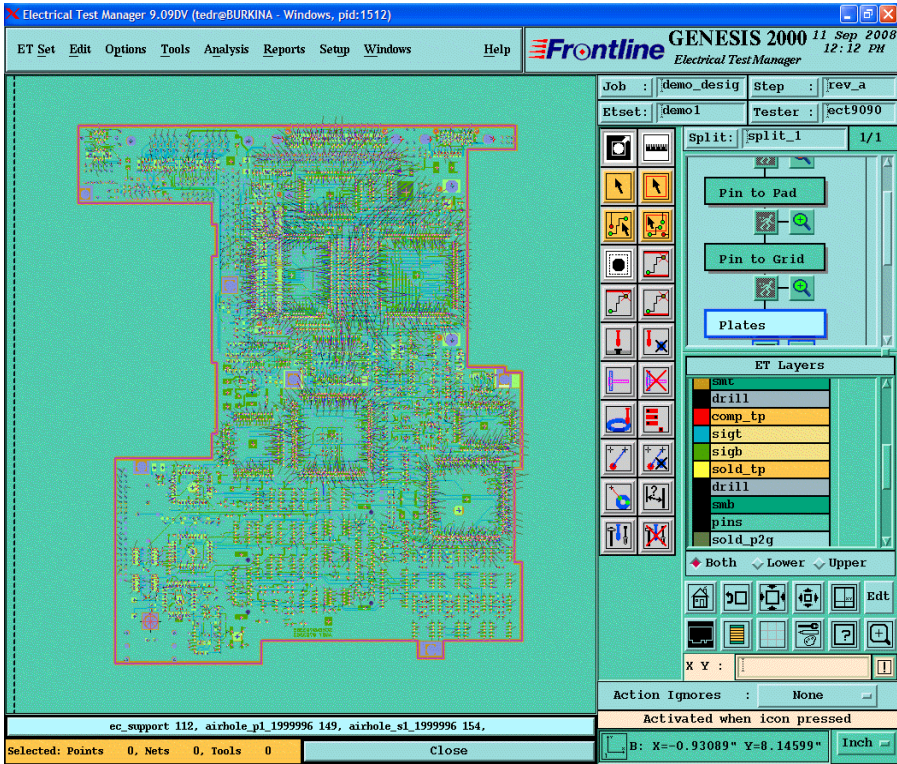 Electrical Test Manager 9.09DV (tedr@BURKINA - Windows, pid:1512)
ET Set Edit Options Tools Analysis Reports Setup Windows Help
Frontline
GENESIS 2000
Electrical TestManager
11 Sep 2008
12:12 PM
Job : demo_desig Step : rev_a
Etset: demo1 Tester : ect9090
Split: split_1 1/1
Pin to Pad
Pin to Grid
Plates
ET Layers
smt
drill
comp_tp
sigt
sigb
sold_tp
drill
smb
pins
sold_p2g
Both Lower Upper
Edt
X Y :
Action Ignores : None
Activated when icon pressed
ec_support 112, airhole_p1_1999996 149, airhole_s1_1999996 154,
Selected: Points 0, Nets 0, Tools 0 Close
B: X=-0.93089" Y=8.14599" Inch